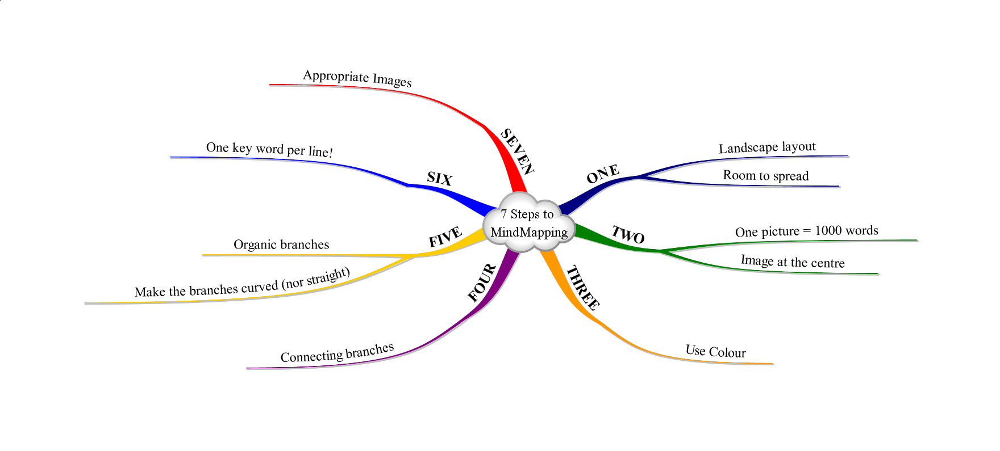 7 Steps to
MindMapping
ONE
Landscape layout
Room to spread
TWO
One picture = 1000 words
Image at the centre
THREE
Use Colour
FOUR
Connecting branches
FIVE
Organic branches
Make the branches curved (nor straight)
SIX
One key word per line!
SEVEN
Appropriate Images